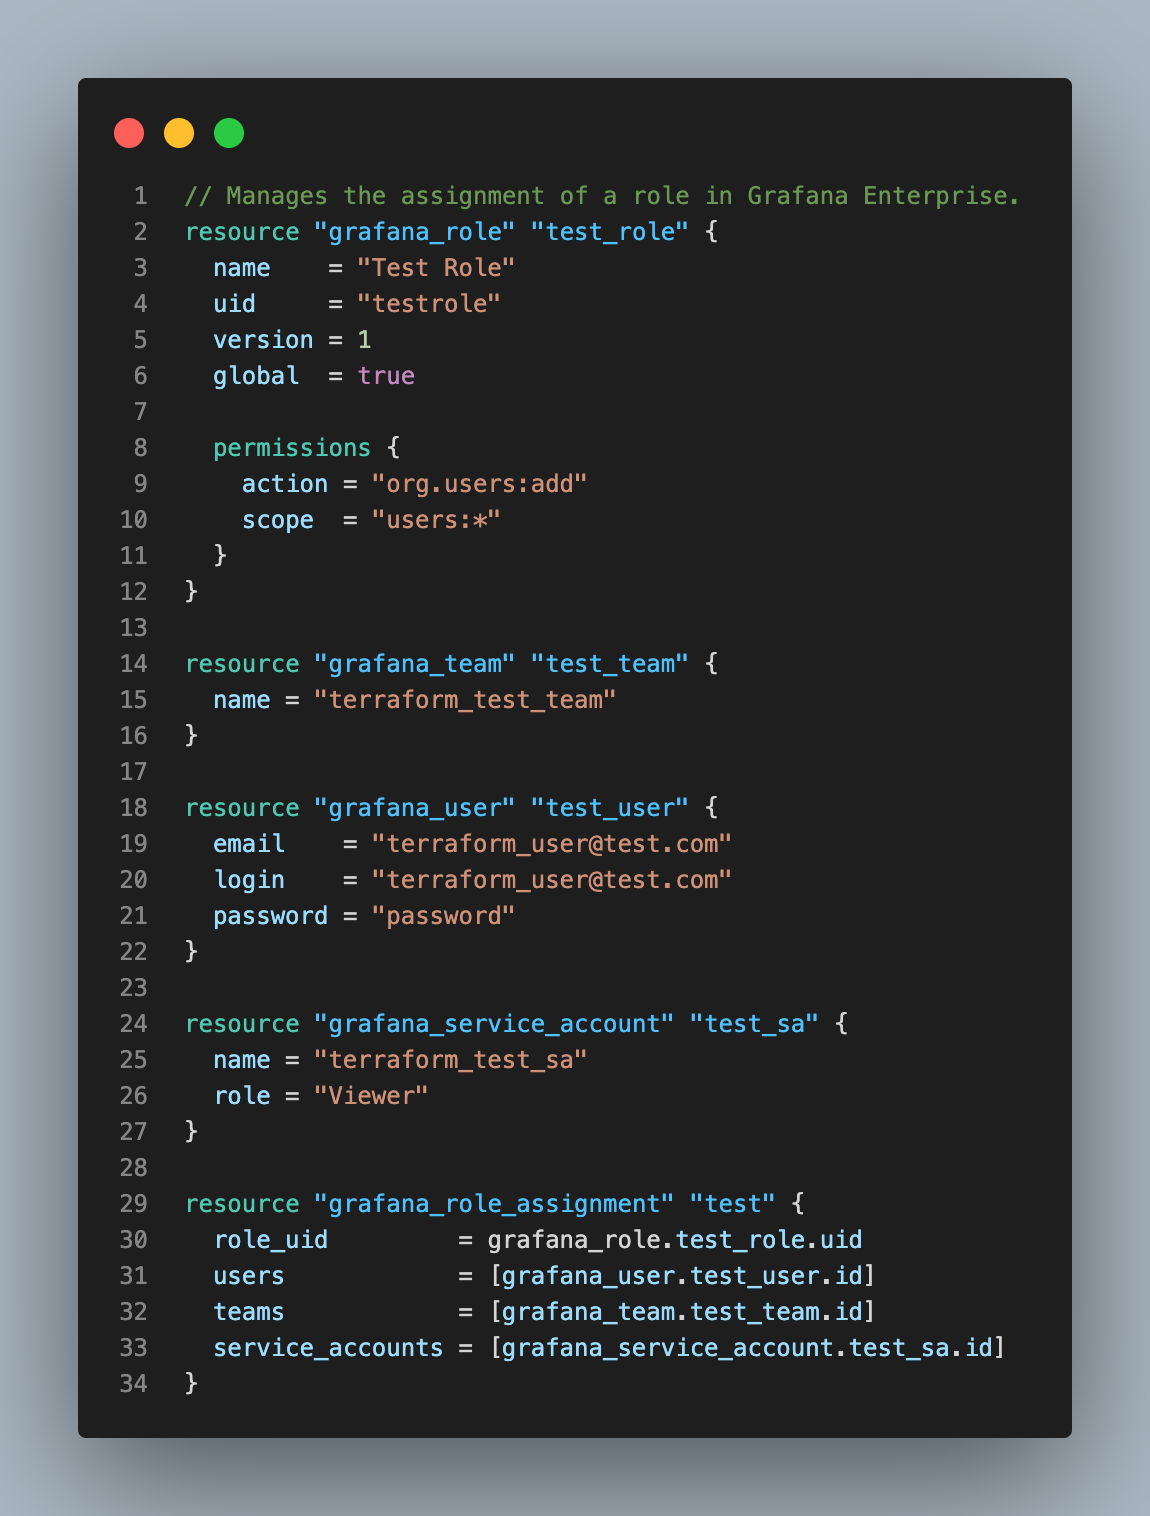 1 // Manages the assignment of a role in Grafana Enterprise.
2 resource "grafana_role" "test_role" {
3   name    = "Test Role"
4   uid     = "testrole"
5   version = 1
6   global  = true
7
8   permissions {
9     action = "org.users:add"
10     scope  = "users:*"
11   }
12 }
13
14 resource "grafana_team" "test_team" {
15   name = "terraform_test_team"
16 }
17
18 resource "grafana_user" "test_user" {
19   email    = "terraform_user@test.com"
20   login    = "terraform_user@test.com"
21   password = "password"
22 }
23
24 resource "grafana_service_account" "test_sa" {
25   name = "terraform_test_sa"
26   role = "Viewer"
27 }
28
29 resource "grafana_role_assignment" "test" {
30   role_uid         = grafana_role.test_role.uid
31   users            = [grafana_user.test_user.id]
32   teams            = [grafana_team.test_team.id]
33   service_accounts = [grafana_service_account.test_sa.id]
34 }